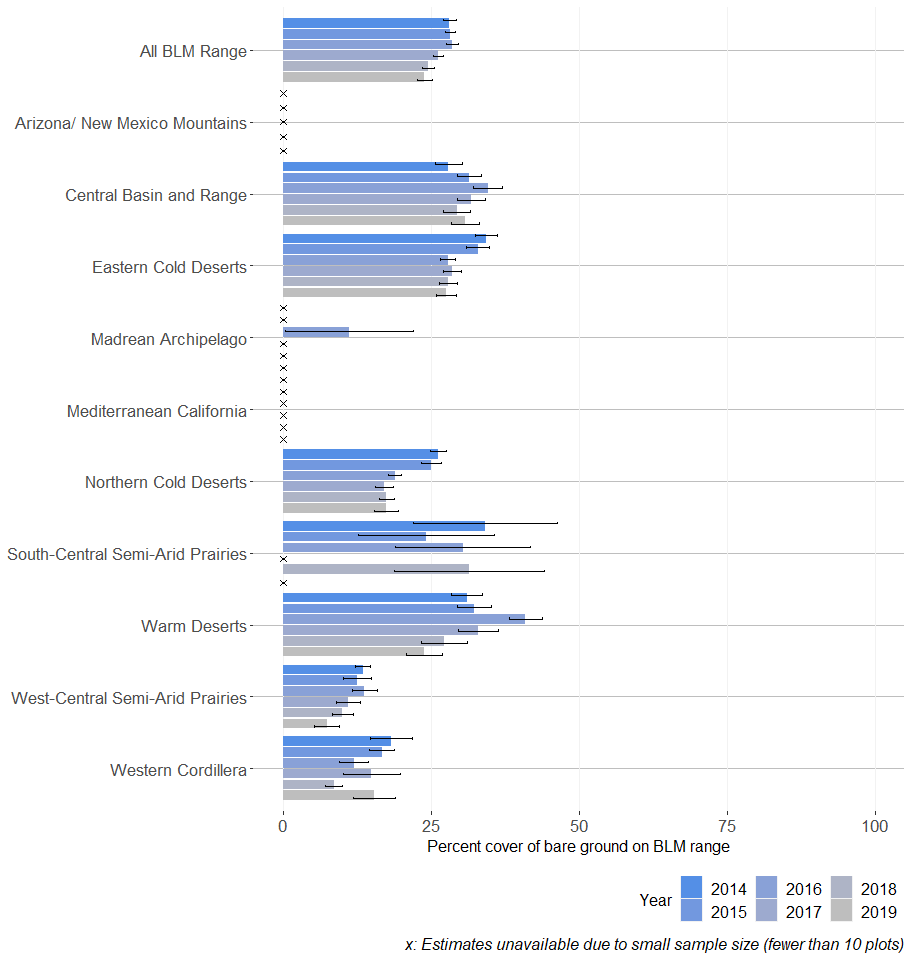 All BLM Range
Arizona/ New Mexico Mountains
Central Basin and Range
Eastern Cold Deserts
Madrean Archipelago
Mediterranean California
Northern Cold Deserts
South-Central Semi-Arid Prairies
Warm Deserts
West-Central Semi-Arid Prairies
Western Cordillera
0 25 50 75 100
Percent cover of bare ground on BLM range
Year
2014 2016 2018
2015 2017 2019
x: Estimates unavailable due to small sample size (fewer than 10 plots)